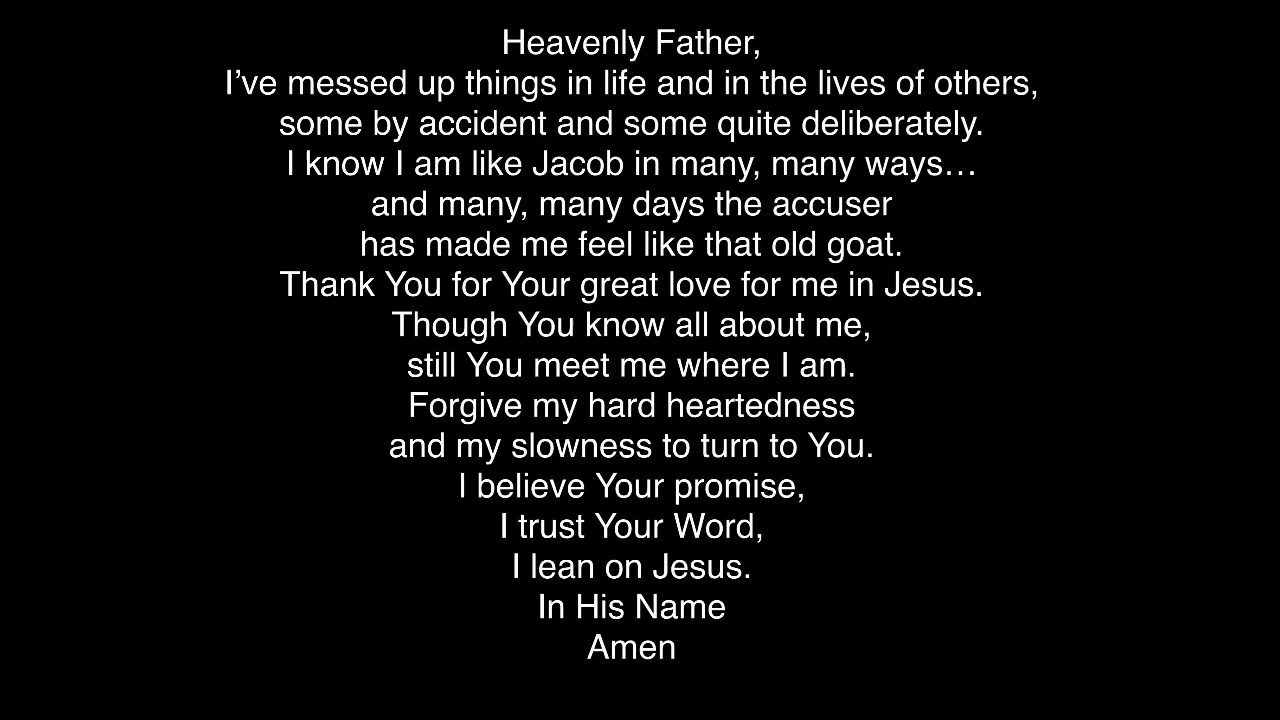 Heavenly Father,
I’ve messed up things in life and in the lives of others,
some by accident and some quite deliberately.
I know I am like Jacob in many, many ways…
and many, many days the accuser
has made me feel like that old goat.
Thank You for Your great love for me in Jesus.
Though You know all about me,
still You meet me where I am.
Forgive my hard heartedness
and my slowness to turn to You.
I believe Your promise,
I trust Your Word,
I lean on Jesus.
In His Name
Amen